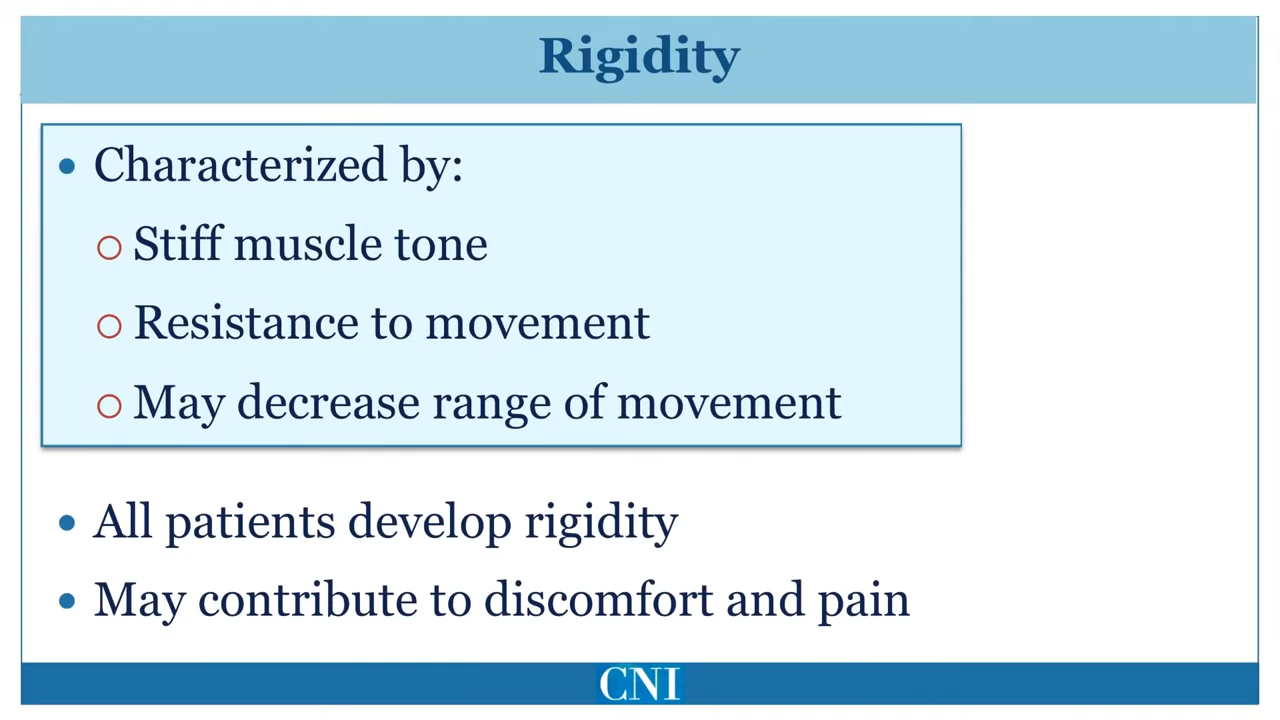 Rigidity
Characterized by:
Stiff muscle tone
Resistance to movement
May decrease range of movement
All patients develop rigidity
May contribute to discomfort and pain
CNI